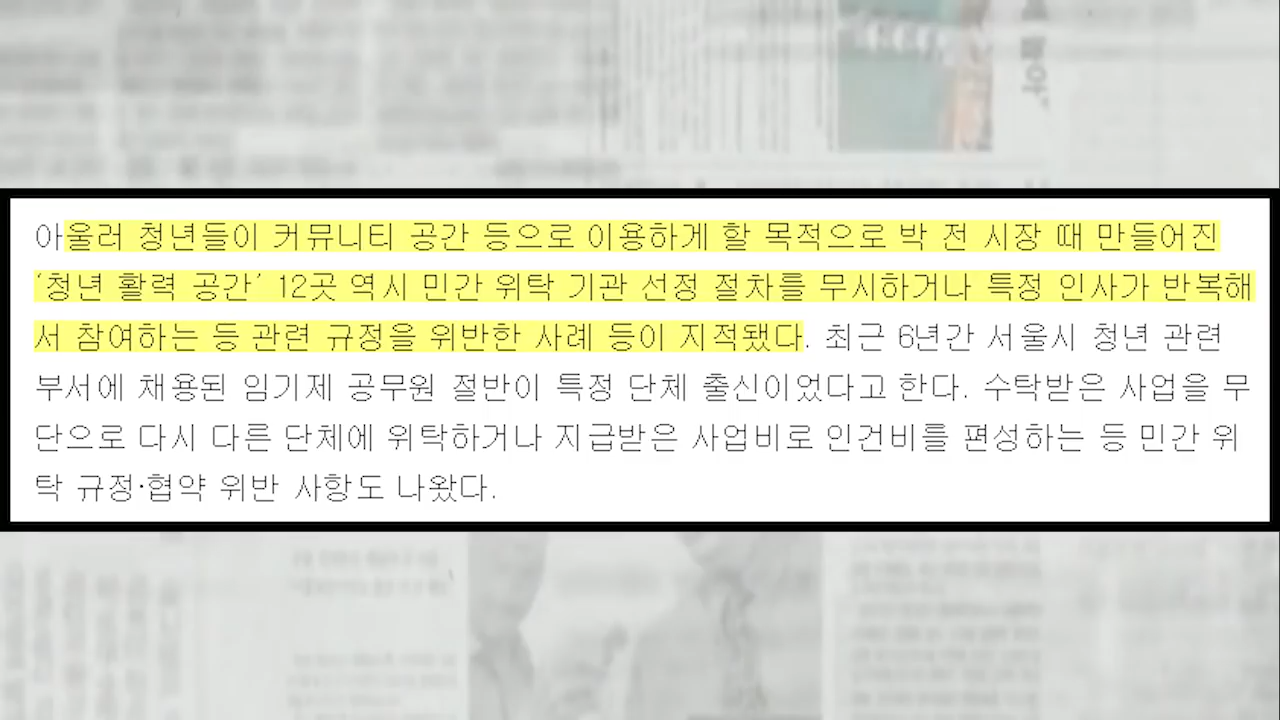 아울러 청년들이 커뮤니티 공간 등으로 이용하게 할 목적으로 박 전 시장 때 만들어진
‘청년 활력 공간’ 12곳 역시 민간 위탁 기관 선정 절차를 무시하거나 특정 인사가 반복해
서 참여하는 등 관련 규정을 위반한 사례 등이 지적됐다. 최근 6년간 서울시 청년 관련
부서에 채용된 임기제 공무원 절반이 특정 단체 출신이었다고 한다. 수탁받은 사업을 무
단으로 다시 다른 단체에 위탁하거나 지급받은 사업비로 인건비를 편성하는 등 민간 위
탁 규정·협약 위반 사항도 나왔다.